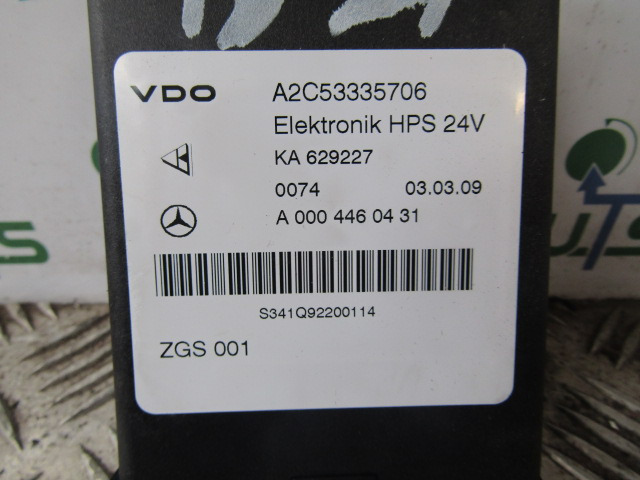 VDO A2C53335706
Elektronik HPS 24V
KA 629227
0074 03.03.09
A 000 446 04 31
S341Q92200114
ZGS 001